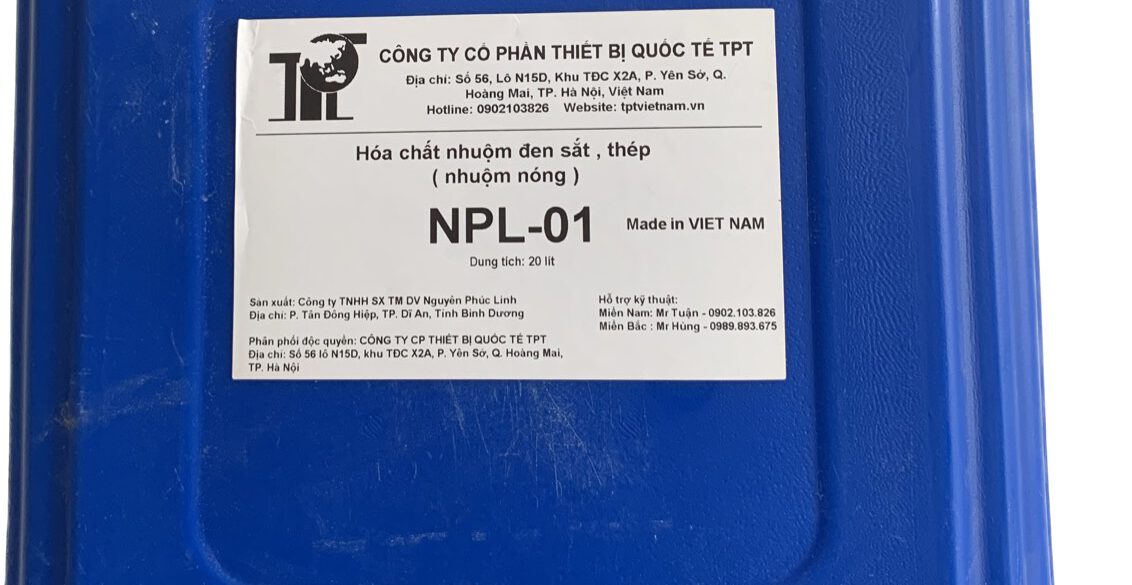 TPT
CÔNG TY CỔ PHẦN THIẾT BỊ QUỐC TẾ TPT
Địa chỉ: Số 56, Lô N15D, Khu TĐC X2A, P. Yên Sở, Q.
Hoàng Mai, TP. Hà Nội, Việt Nam
Hotline: 0902103826 Website: tptvietnam.vn
Hóa chất nhuộm đen sắt , thép
( nhuộm nóng )
NPL-01
Made in VIET NAM
Dung tích: 20 lít
Sản xuất: Công ty TNHH SX TM DV Nguyên Phúc Linh
Địa chỉ: P. Tân Đông Hiệp, TP. Dĩ An, Tỉnh Bình Dương
Phân phối độc quyền: CÔNG TY CP THIẾT BỊ QUỐC TẾ TPT
Địa chỉ: Số 56 lô N15D, khu TĐC X2A, P. Yên Sở, Q. Hoàng Mai,
TP. Hà Nội
Hỗ trợ kỹ thuật:
Miền Nam: Mr Tuận - 0902.103.826
Miền Bắc : Mr Hùng - 0989.893.675